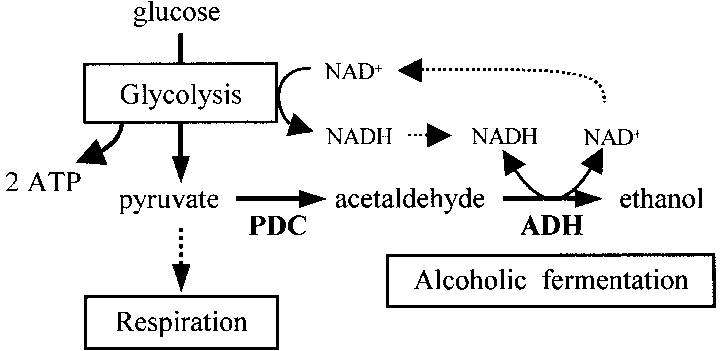 glucose
Glycolysis
NAD+
NADH
NADH
NAD+
2 ATP
pyruvate
acetaldehyde
ethanol
PDC
ADH
Alcoholic fermentation
Respiration